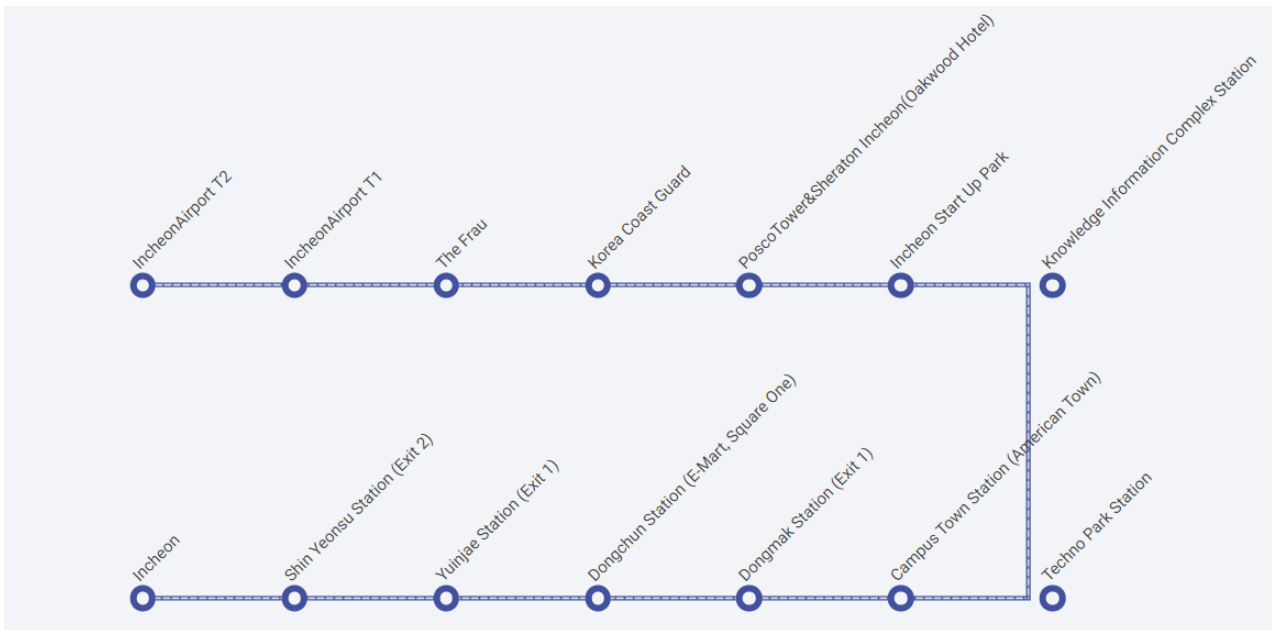 IncheonAirport T2
IncheonAirport T1
The Frau
Korea Coast Guard
PoscoTower&Sheraton Incheon(Oakwood Hotel)
Incheon Start Up Park
Knowledge Information Complex Station
Incheon
Shin Yeonsu Station (Exit 2)
Yuinjae Station (Exit 1)
Dongchun Station (E-Mart, Square One)
Dongmak Station (Exit 1)
Campus Town Station (American Town)
Techno Park Station